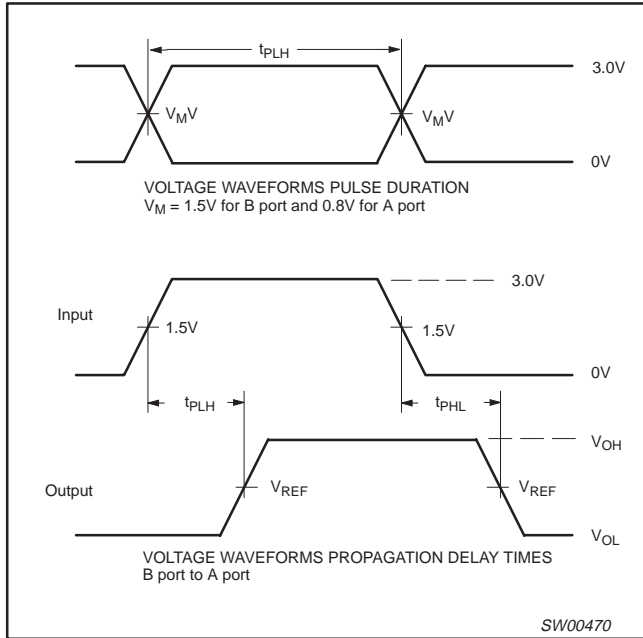 tPLH
3.0V
VMV
VMV
0V
VOLTAGE WAVEFORMS PULSE DURATION
VM = 1.5V for B port and 0.8V for A port
3.0V
Input
1.5V
1.5V
0V
tPLH
tPHL
VOH
Output
VREF
VREF
VOL
VOLTAGE WAVEFORMS PROPAGATION DELAY TIMES
B port to A port
SW00470